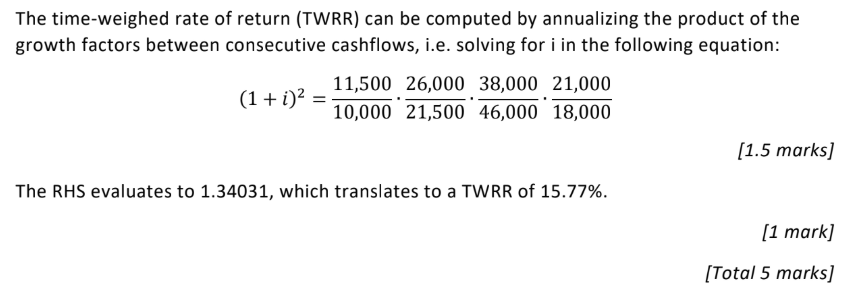 The time-weighed rate of return (TWRR) can be computed by annualizing the product of the
growth factors between consecutive cashflows, i.e. solving for i in the following equation:
(1 + i)² = 11,500/10,000 · 26,000/21,500 · 38,000/46,000 · 21,000/18,000
[1.5 marks]
The RHS evaluates to 1.34031, which translates to a TWRR of 15.77%.
[1 mark]
[Total 5 marks]